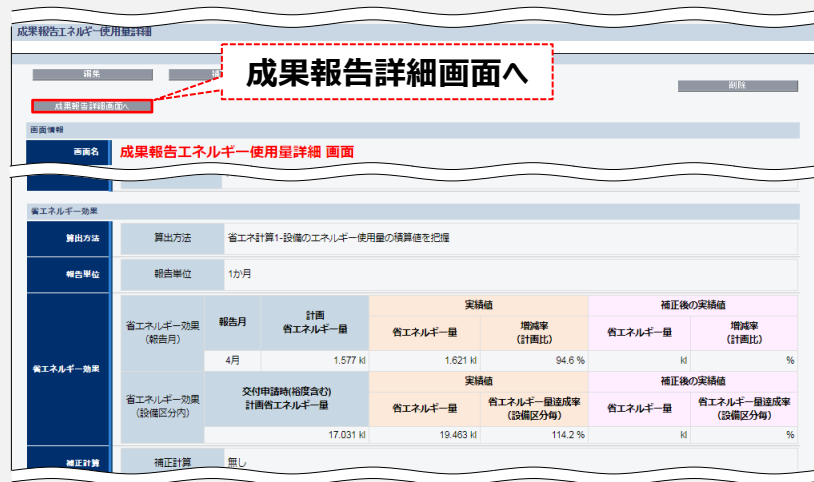 成果報告エネルギー使用量詳細
編集
成果報告詳細画面へ
削除
成果報告詳細画面へ
画面情報
画面名 成果報告エネルギー使用量詳細 画面
省エネルギー効果
算出方法 算出方法 省エネ計算1-設備のエネルギー使用量の積算値を把握
報告単位 報告単位 1か月
省エネルギー効果
省エネルギー効果
(報告月)
報告月
計画
省エネルギー量
実績値
補正後の実績値
省エネルギー量
増減率
(計画比)
省エネルギー量
増減率
(計画比)
4月 1.577 kl 1.621 kl 94.6 % kl %
省エネルギー効果
(設備区分内)
交付申請時(裕度含む)
計画省エネルギー量
実績値
補正後の実績値
省エネルギー量
省エネルギー量達成率
(設備区分毎)
省エネルギー量
省エネルギー量達成率
(設備区分毎)
17.031 kl 19.463 kl 114.2 % kl %
補正計算 補正計算 無し